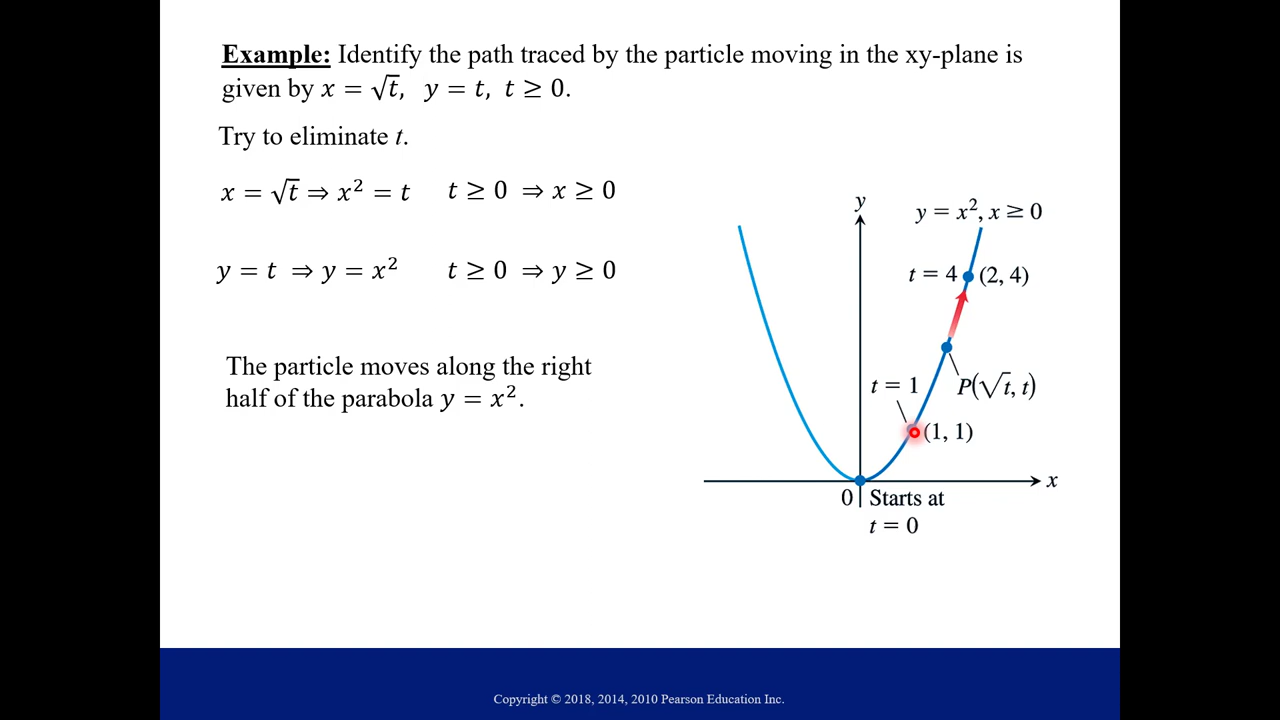 Example: Identify the path traced by the particle moving in the xy-plane is
given by x = √t, y = t, t ≥ 0.
Try to eliminate t.
x = √t ⇒ x² = t t ≥ 0 ⇒ x ≥ 0
y = t ⇒ y = x² t ≥ 0 ⇒ y ≥ 0
The particle moves along the right
half of the parabola y = x².
y
y = x², x ≥ 0
t = 4 (2, 4)
t = 1 P(√t, t)
(1, 1)
x
0 Starts at
t = 0
Copyright © 2018, 2014, 2010 Pearson Education Inc.